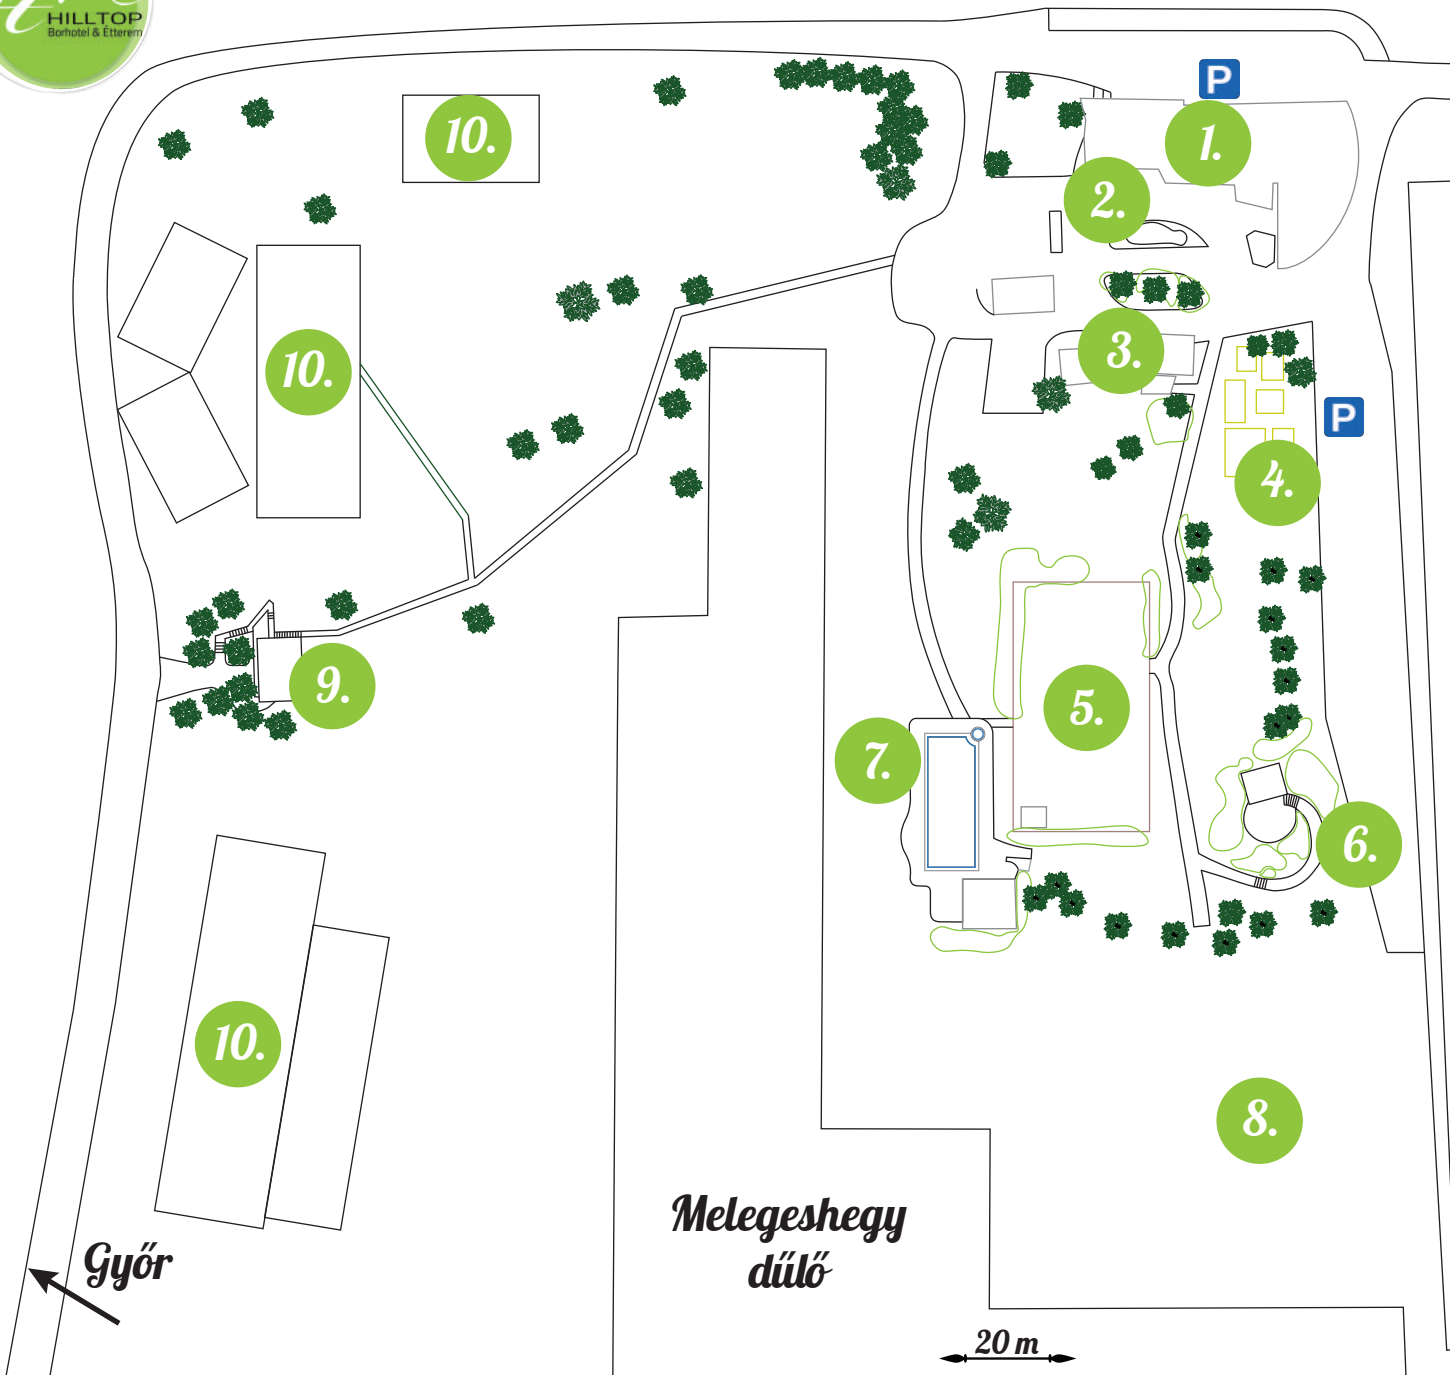 HILLTOP
Borhotel & Étterem
P
10.
1.
2.
3.
10.
P
4.
9.
5.
7.
6.
10.
8.
Melegeshegy
dűlő
Győr
20 m